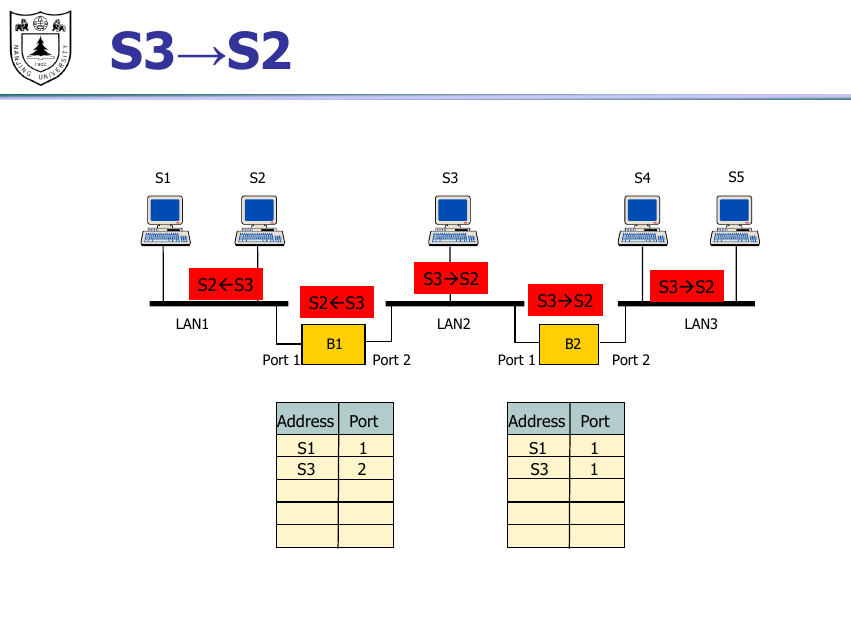 NANJING UNIVERSITY
1902
S3→S2
S1 S2 S3 S4 S5
S2←S3 S2←S3 S3→S2 S3→S2 S3→S2
LAN1 LAN2 LAN3
B1 B2
Port 1 Port 2 Port 1 Port 2
Address Port Address Port
S1 1 S1 1
S3 2 S3 1